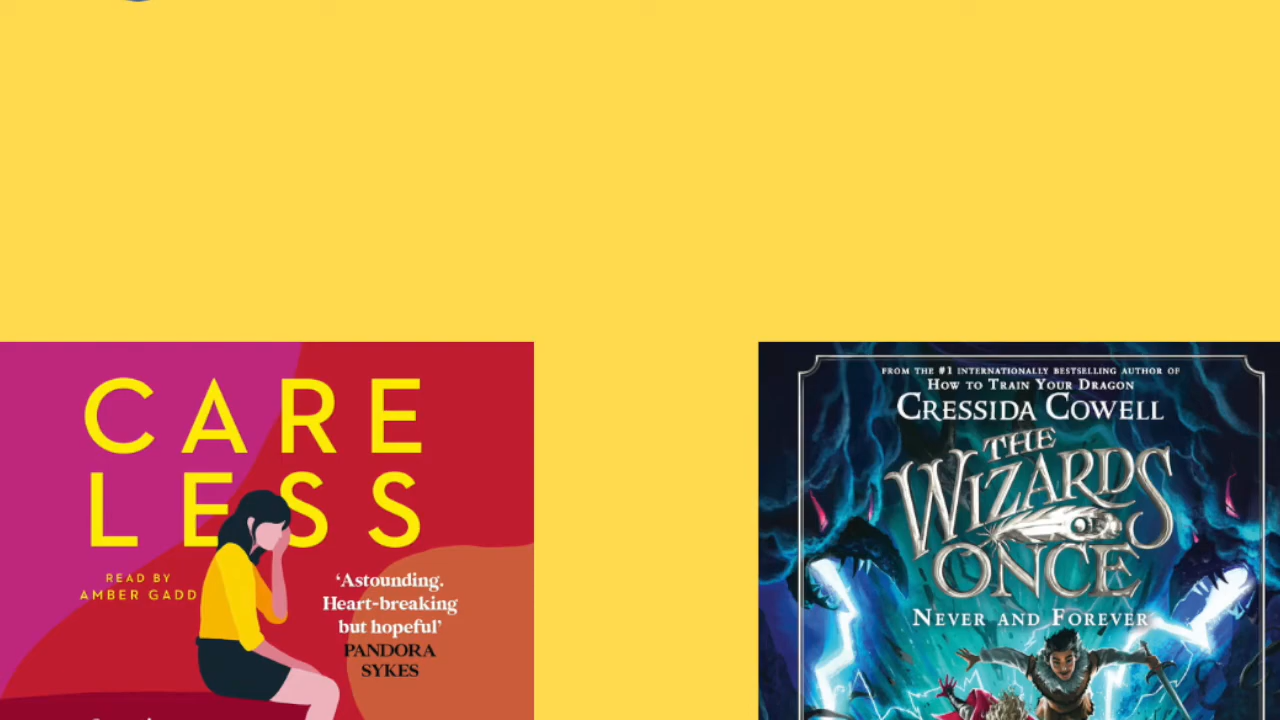 CARE
LESS
READ BY
AMBER GADD
‘Astounding.
Heart-breaking
but hopeful’
PANDORA
SYKES
FROM THE #1 INTERNATIONALLY BESTSELLING AUTHOR OF
HOW TO TRAIN YOUR DRAGON
CRESSIDA COWELL
THE
WIZARDS
OF
ONCE
NEVER AND FOREVER